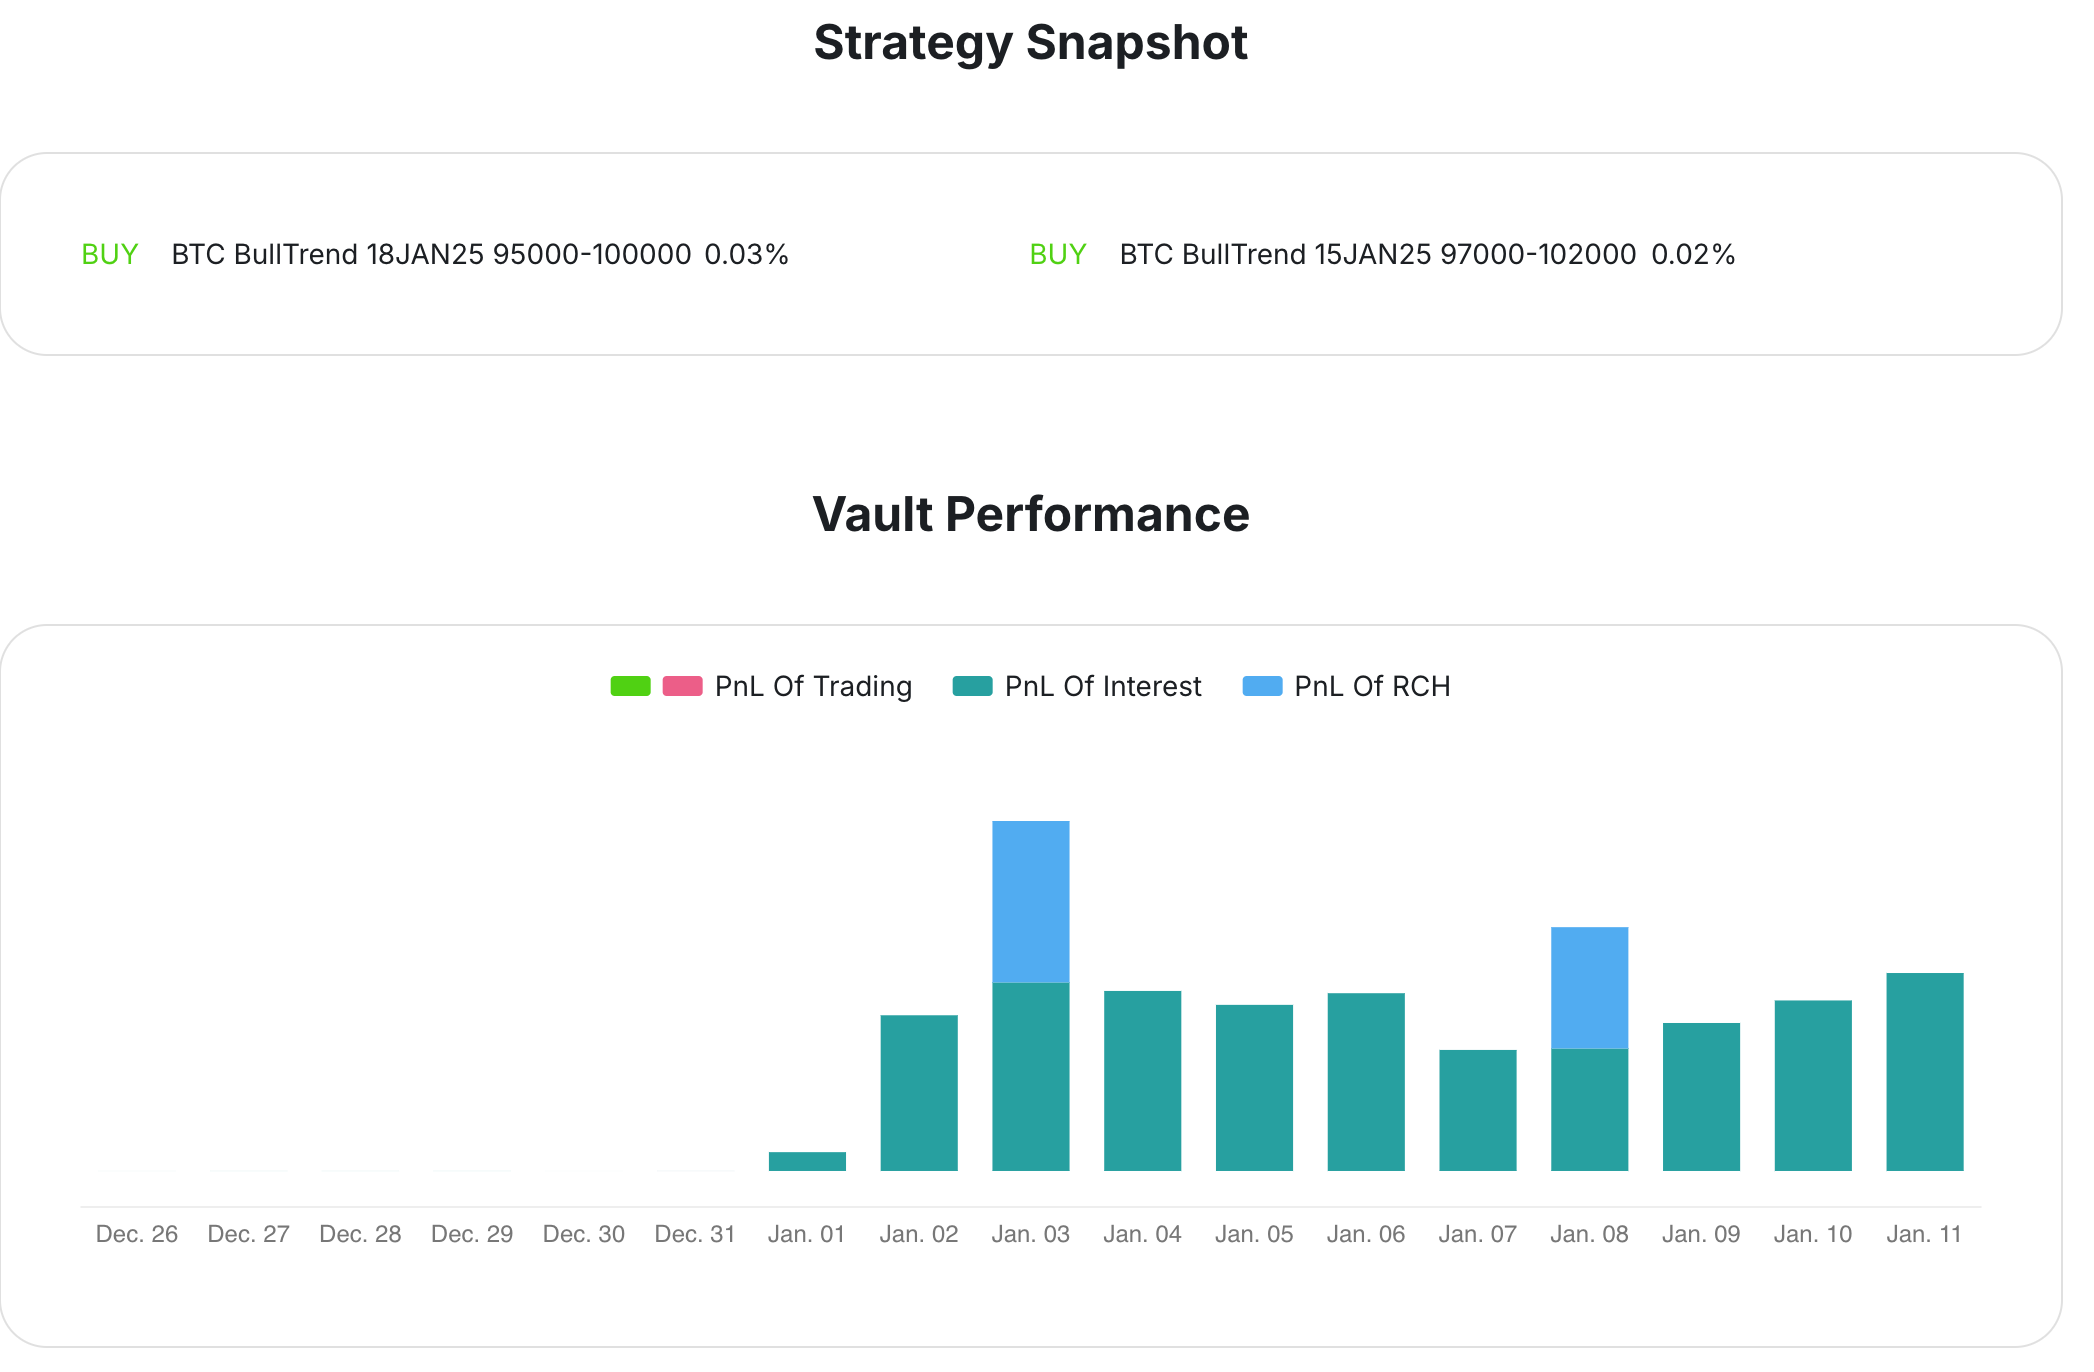 Strategy Snapshot
BUY BTC BullTrend 18JAN25 95000-100000 0.03%
BUY BTC BullTrend 15JAN25 97000-102000 0.02%
Vault Performance
PnL Of Trading PnL Of Interest PnL Of RCH
Dec. 26 Dec. 27 Dec. 28 Dec. 29 Dec. 30 Dec. 31 Jan. 01 Jan. 02 Jan. 03 Jan. 04 Jan. 05 Jan. 06 Jan. 07 Jan. 08 Jan. 09 Jan. 10 Jan. 11